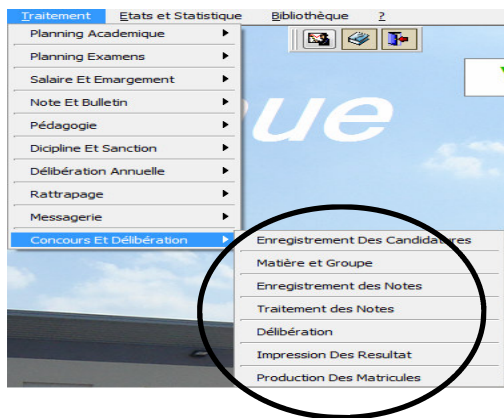 Traitement Etats et Statistique Bibliothèque ?
Planning Academique
Planning Examens
Salaire Et Emargement
Note Et Bulletin
Pédagogie
Dicipline Et Sanction
Délibération Annuelle
Rattrapage
Messagerie
Concours Et Délibération
ue
Enregistrement Des Candidatures
Matière et Groupe
Enregistrement des Notes
Traitement des Notes
Délibération
Impression Des Resultat
Production Des Matricules